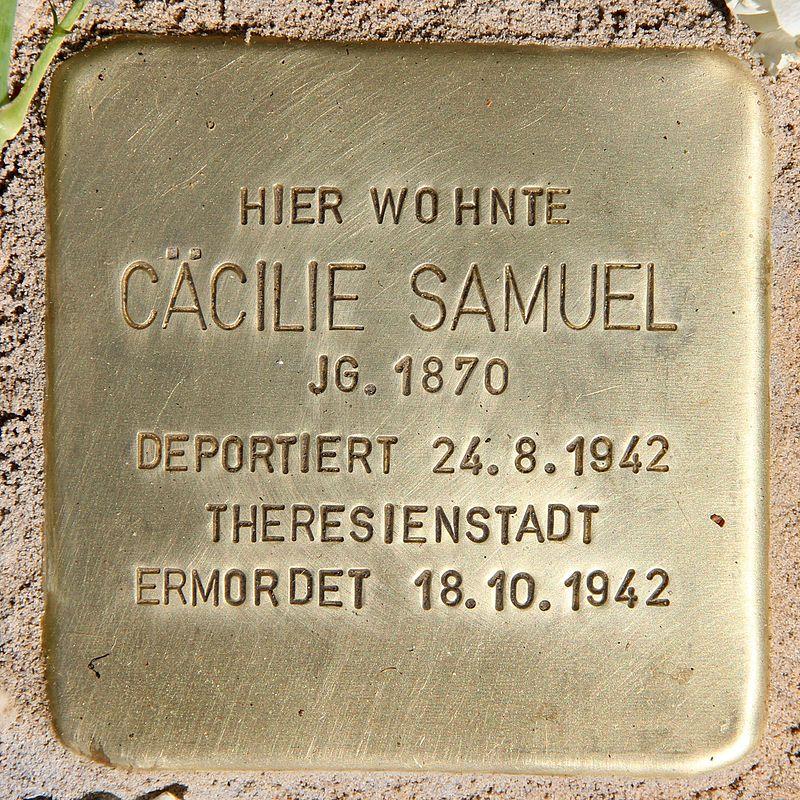 HIER WOHNTE
CÄCILIE SAMUEL
JG. 1870
DEPORTIERT 24.8.1942
THERESIENSTADT
ERMORDET 18.10.1942